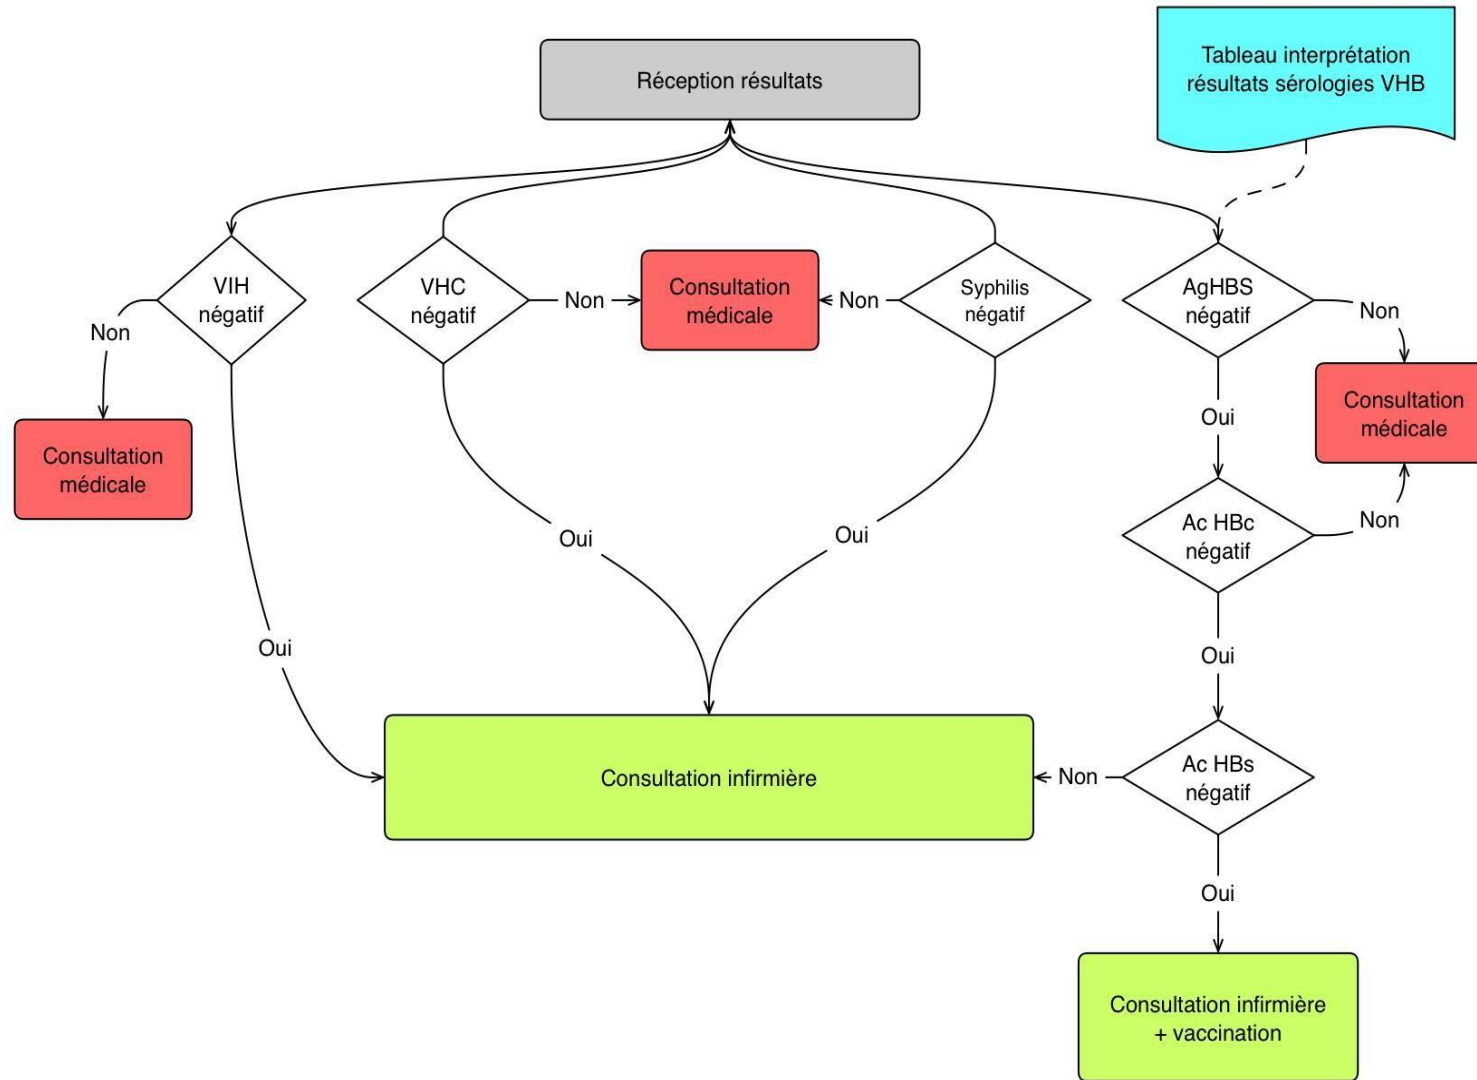 Tableau interprétation
résultats sérologies VHB
Réception résultats
VIH
négatif
VHC
négatif
Non
Consultation
médicale
Non
Syphilis
négatif
AgHBS
négatif
Non
Non
Consultation
médicale
Consultation
médicale
Oui
Oui
Oui
Ac HBc
négatif
Non
Oui
Oui
Consultation infirmière
Non
Ac HBs
négatif
Oui
Consultation infirmière
+ vaccination